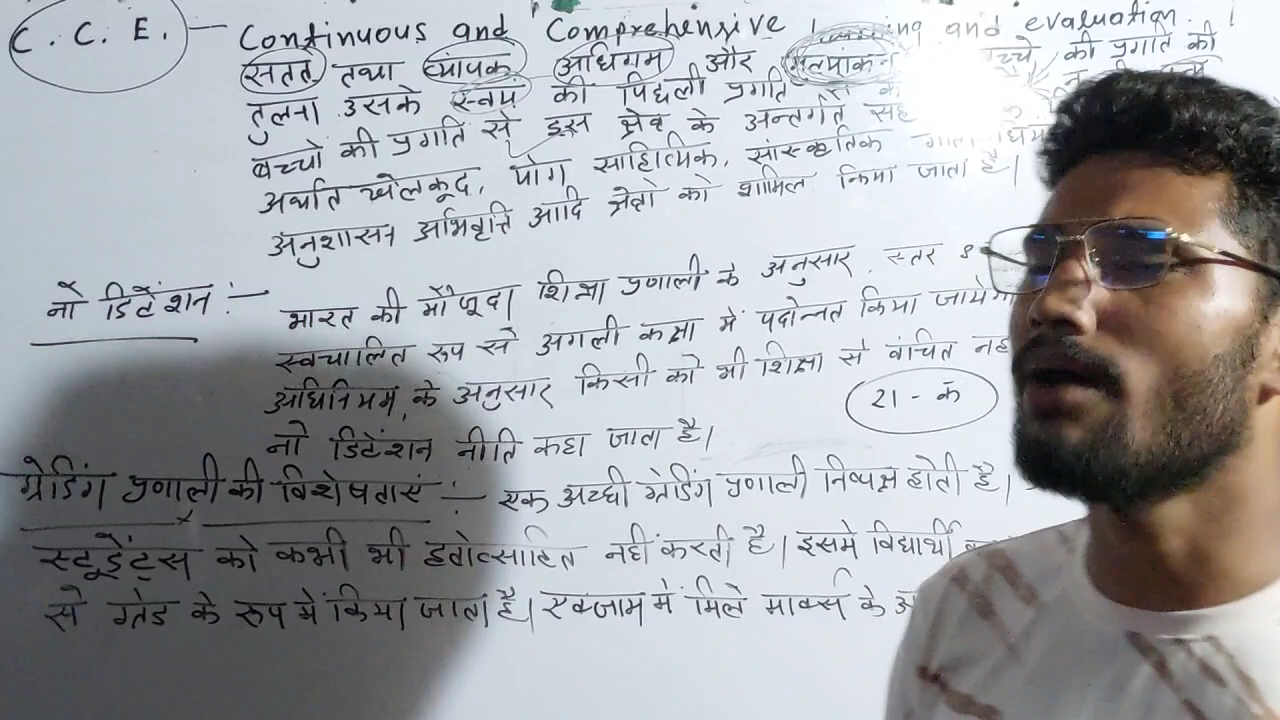 C. C. E. — Continuous and Comprehensive ning and evaluation.
सतत् तथा व्यापक अधिगम और मूल्यांकन बच्चे, की प्रगति की
तुलना उसके स्वयं की पिछली प्रगति से
बच्चो की प्रगति से इस क्षेत्र के अन्तर्गत सह
अर्थात खेलकूद, योग साहित्यिक, सांस्कृतिक
अनुशासन अभिवृत्ति आदि क्षेत्रो को शामिल किया जाता है।
नो डिटेंशन :— भारत की मौजूदा शिक्षा प्रणाली के अनुसार, स्तर 8
स्वचालित रूप से अगली कक्षा में पदोन्नत किया जायेगा
अधिनियम, के अनुसार किसी को भी शिक्षा से वंचित नह
21 - क
नो डिटेंशन नीति कहा जाता है।
ग्रेडिंग प्रणाली की विशेषताएं :— एक अच्छी ग्रेडिंग प्रणाली निष्पक्ष होती है।
स्टूडेंट्स को कभी भी हतोत्साहित नही करती है। इसमे विद्यार्थी
से ग्रेड के रूप मे किया जाता है। एक्जाम में मिले मार्क्स के